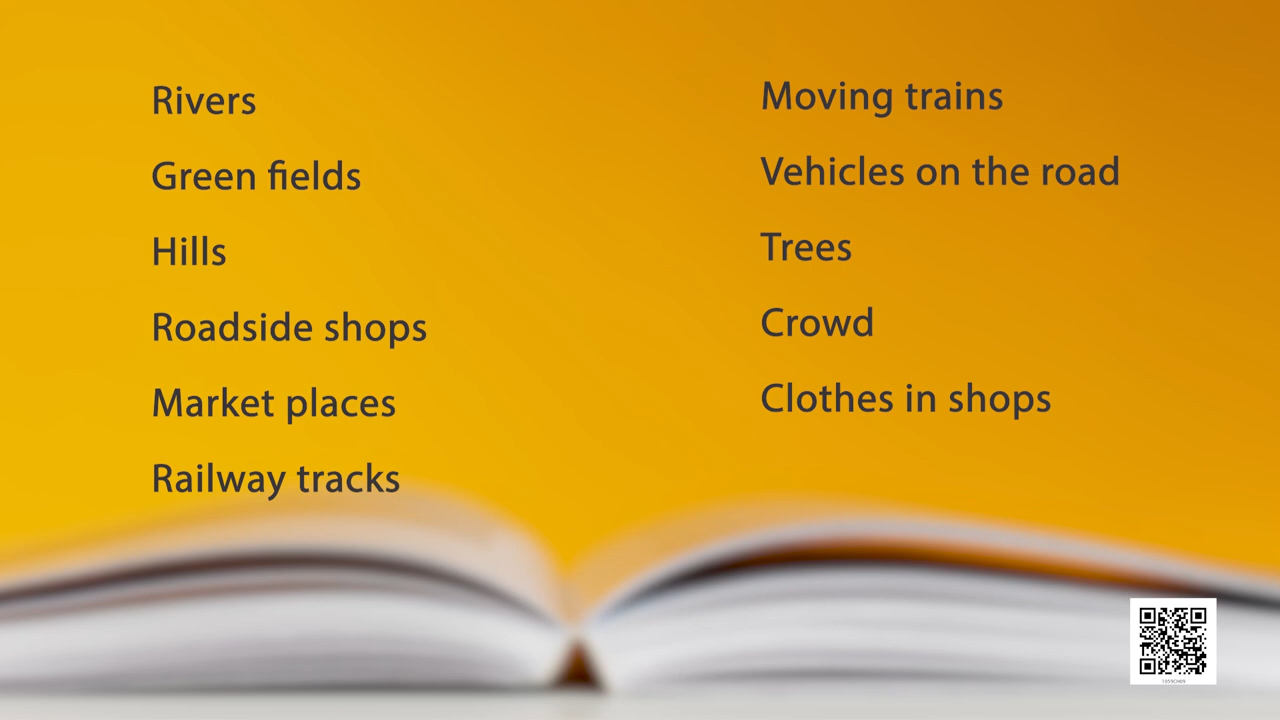 Rivers
Green fields
Hills
Roadside shops
Market places
Railway tracks
Moving trains
Vehicles on the road
Trees
Crowd
Clothes in shops